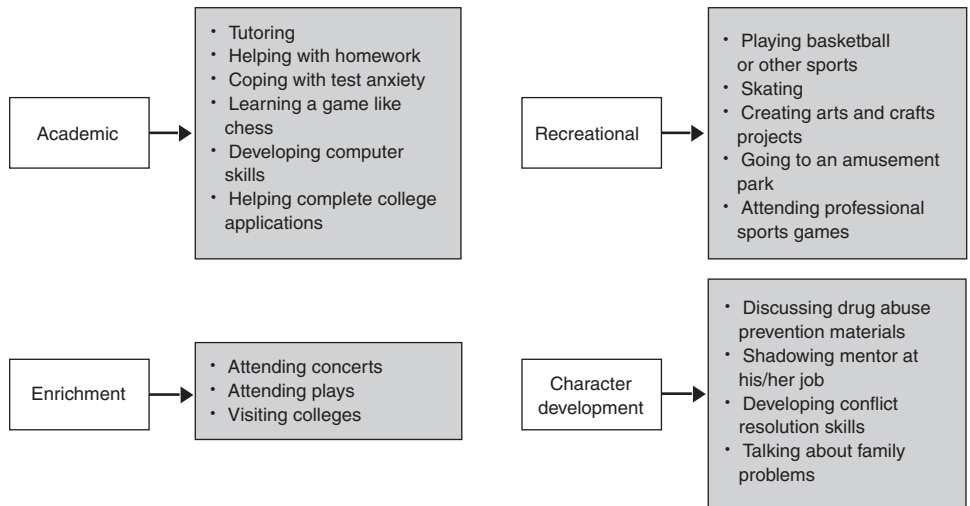 Academic
• Tutoring
• Helping with homework
• Coping with test anxiety
• Learning a game like
chess
• Developing computer
skills
• Helping complete college
applications
Recreational
• Playing basketball
or other sports
• Skating
• Creating arts and crafts
projects
• Going to an amusement
park
• Attending professional
sports games
Enrichment
• Attending concerts
• Attending plays
• Visiting colleges
Character
development
• Discussing drug abuse
prevention materials
• Shadowing mentor at
his/her job
• Developing conflict
resolution skills
• Talking about family
problems